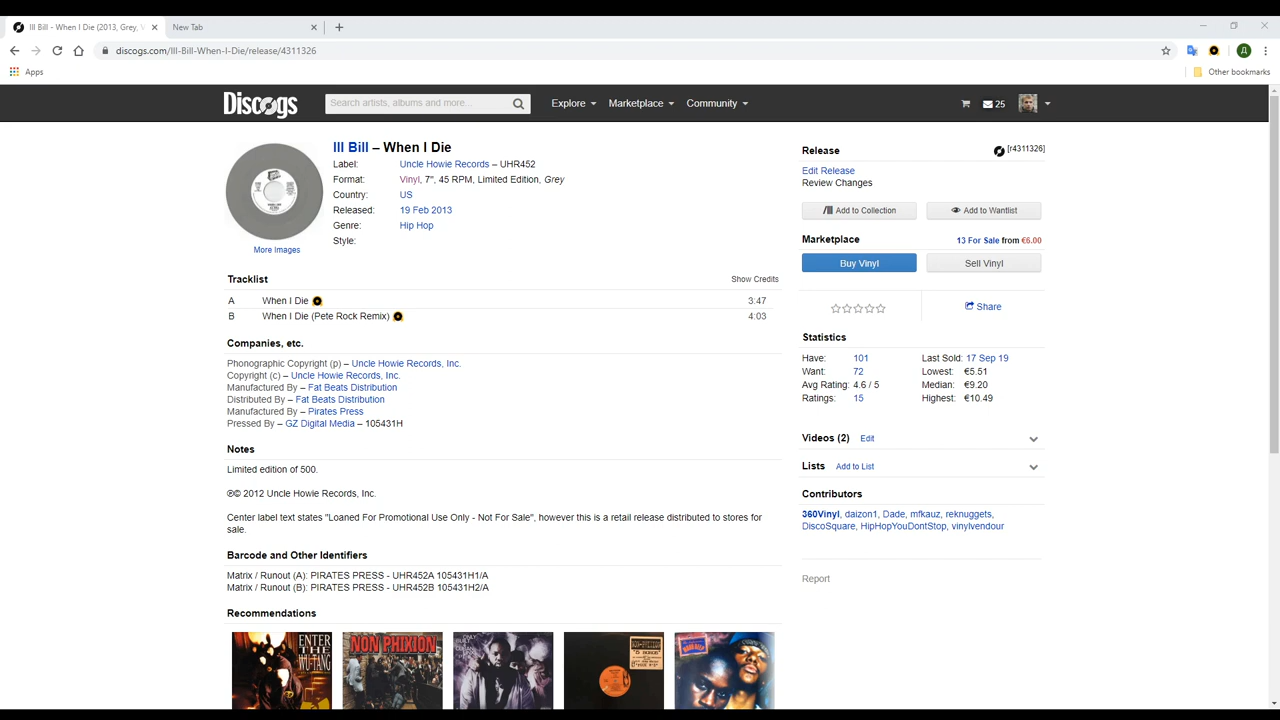 Ill Bill - When I Die (2013, Grey, V
New Tab
discogs.com/Ill-Bill-When-I-Die/release/4311326
Д
Apps
Other bookmarks
Discogs
Search artists, albums and more...
Explore
Marketplace
Community
25
Ill Bill – When I Die
Label: Uncle Howie Records – UHR452
Format: Vinyl, 7", 45 RPM, Limited Edition, Grey
Country: US
Released: 19 Feb 2013
Genre: Hip Hop
Style:
More Images
Tracklist
Show Credits
A When I Die 3:47
B When I Die (Pete Rock Remix) 4:03
Companies, etc.
Phonographic Copyright (p) – Uncle Howie Records, Inc.
Copyright (c) – Uncle Howie Records, Inc.
Manufactured By – Fat Beats Distribution
Distributed By – Fat Beats Distribution
Manufactured By – Pirates Press
Pressed By – GZ Digital Media – 105431H
Notes
Limited edition of 500.
℗© 2012 Uncle Howie Records, Inc.
Center label text states "Loaned For Promotional Use Only - Not For Sale", however this is a retail release distributed to stores for
sale.
Barcode and Other Identifiers
Matrix / Runout (A): PIRATES PRESS - UHR452A 105431H1/A
Matrix / Runout (B): PIRATES PRESS - UHR452B 105431H2/A
Recommendations
ENTER
THE
WU-TANG
NON PHIXION
Release
[r4311326]
Edit Release
Review Changes
Add to Collection
Add to Wantlist
Marketplace
13 For Sale from €6.00
Buy Vinyl
Sell Vinyl
Share
Statistics
Have: 101
Want: 72
Avg Rating: 4.6 / 5
Ratings: 15
Last Sold: 17 Sep 19
Lowest: €5.51
Median: €9.20
Highest: €10.49
Videos (2) Edit
Lists Add to List
Contributors
360Vinyl, daizon1, Dade, mfkauz, reknuggets,
DiscoSquare, HipHopYouDontStop, vinylvendour
Report